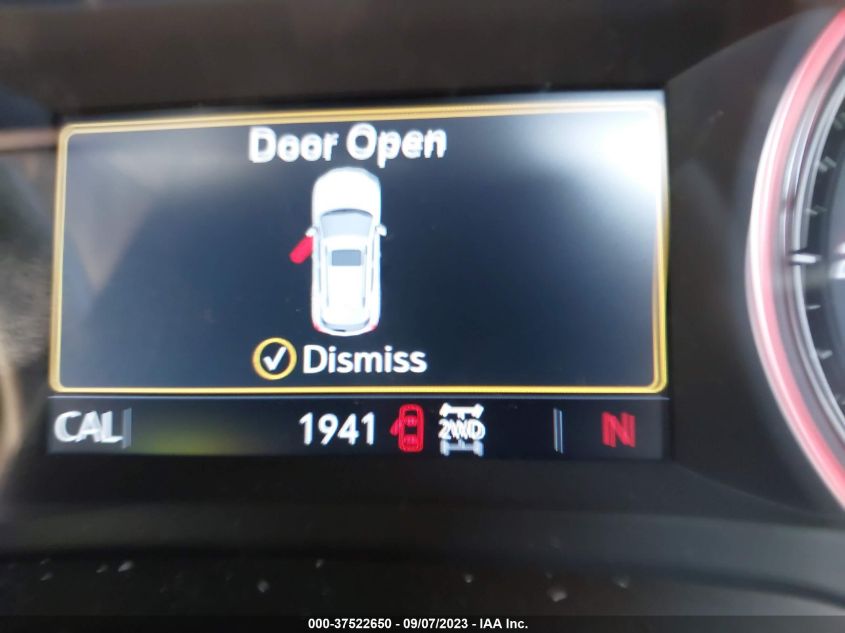 Door Open
Dismiss
CAL 1941 2WD N
000-37522650 - 09/07/2023 - IAA Inc.